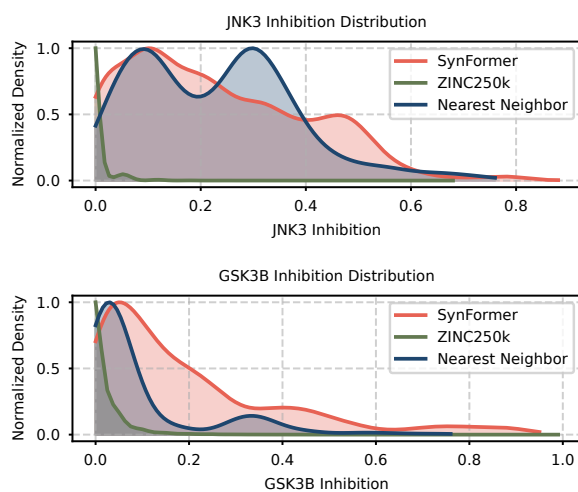 JNK3 Inhibition Distribution
Normalized Density
1.0
0.5
0.0
SynFormer
ZINC250k
Nearest Neighbor
0.0 0.2 0.4 0.6 0.8
JNK3 Inhibition
GSK3B Inhibition Distribution
Normalized Density
1.0
0.5
0.0
SynFormer
ZINC250k
Nearest Neighbor
0.0 0.2 0.4 0.6 0.8 1.0
GSK3B Inhibition